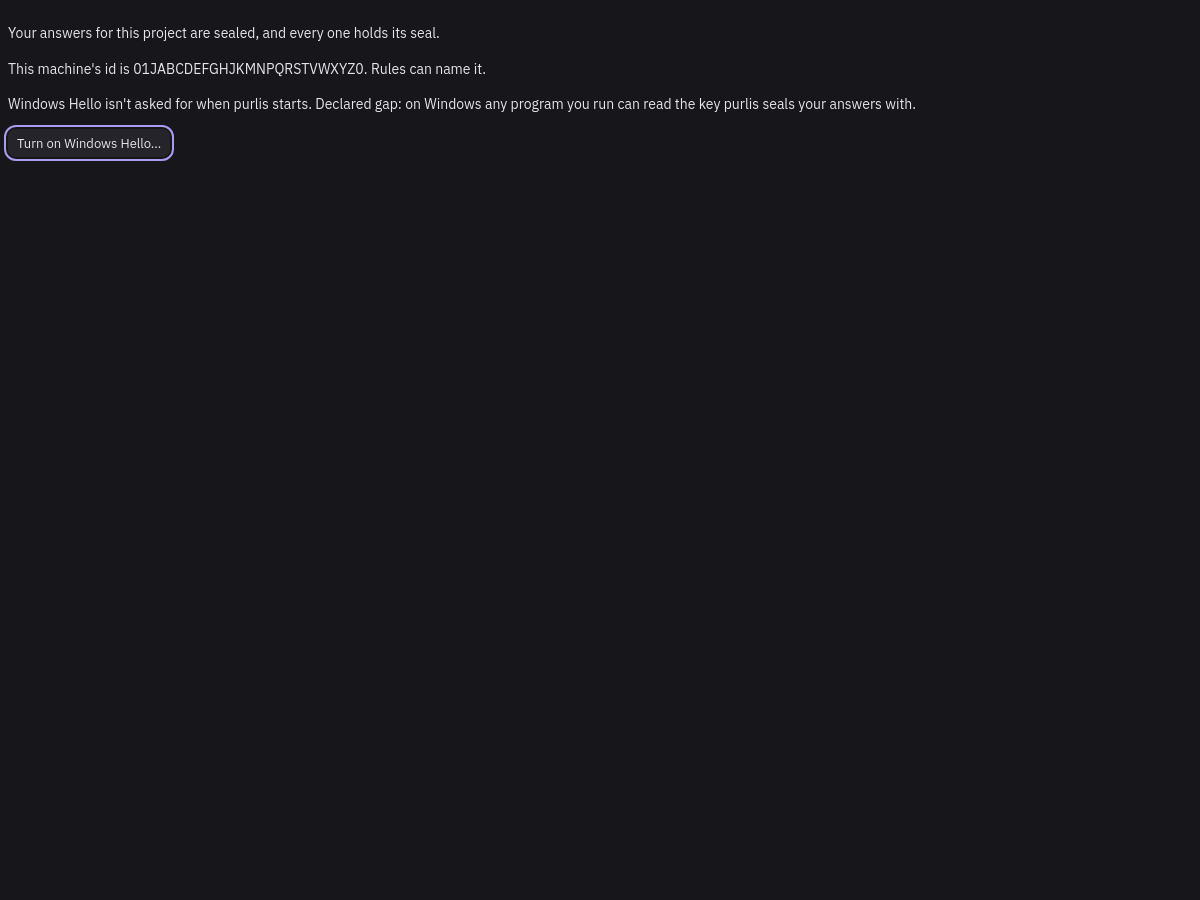 Your answers for this project are sealed, and every one holds its seal.
This machine's id is 01JABCDEFGHJKMNPQRSTVWXYZ0. Rules can name it.
Windows Hello isn't asked for when purlis starts. Declared gap: on Windows any program you run can read the key purlis seals your answers with.
Turn on Windows Hello...